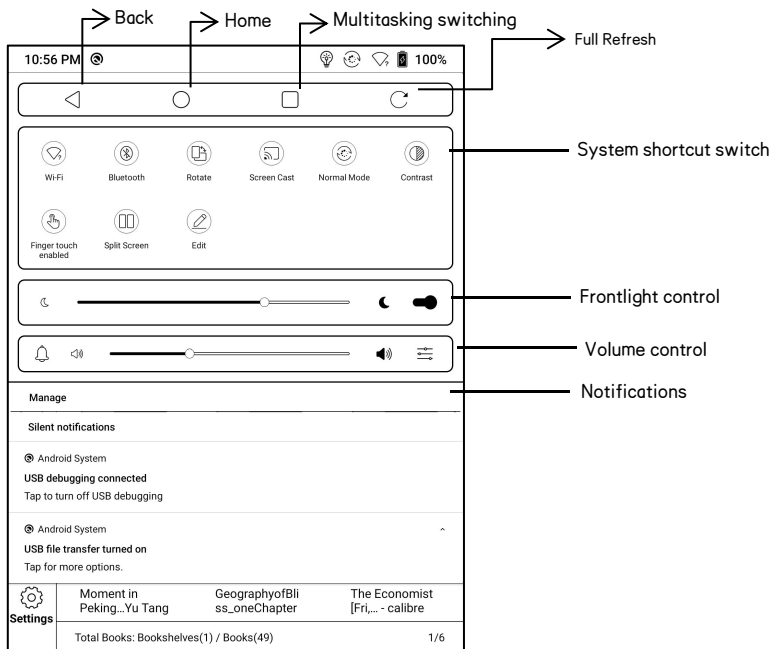 Back
Home
Multitasking switching
Full Refresh
10:56 PM 100%
System shortcut switch
Wi-Fi Bluetooth Rotate Screen Cast Normal Mode Contrast
Finger touch enabled Split Screen Edit
Frontlight control
Volume control
Notifications
Manage
Silent notifications
Android System
USB debugging connected
Tap to turn off USB debugging
Android System
USB file transfer turned on
Tap for more options.
Settings
Moment in GeographyofBli The Economist
Peking...Yu Tang ss_oneChapter [Fri,... - calibre
Total Books: Bookshelves(1) / Books(49) 1/6